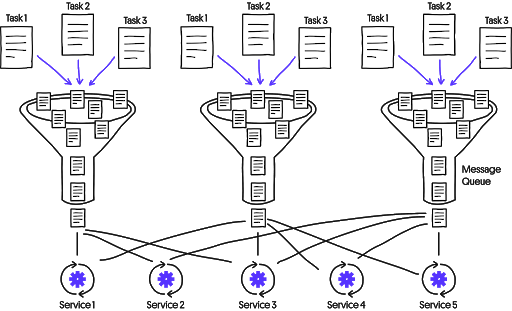 Task 1
Task 2
Task 3
Task 1
Task 2
Task 3
Task 1
Task 2
Task 3
Message
Queue
Service 1
Service 2
Service 3
Service 4
Service 5